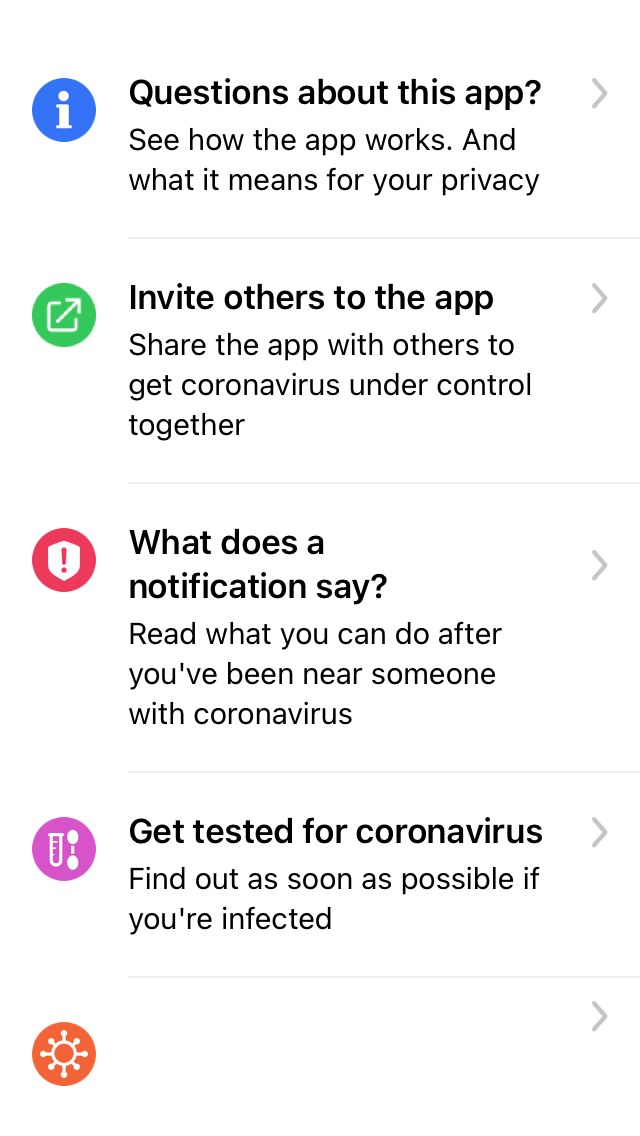 Questions about this app?
See how the app works. And
what it means for your privacy
Invite others to the app
Share the app with others to
get coronavirus under control
together
What does a
notification say?
Read what you can do after
you've been near someone
with coronavirus
Get tested for coronavirus
Find out as soon as possible if
you're infected